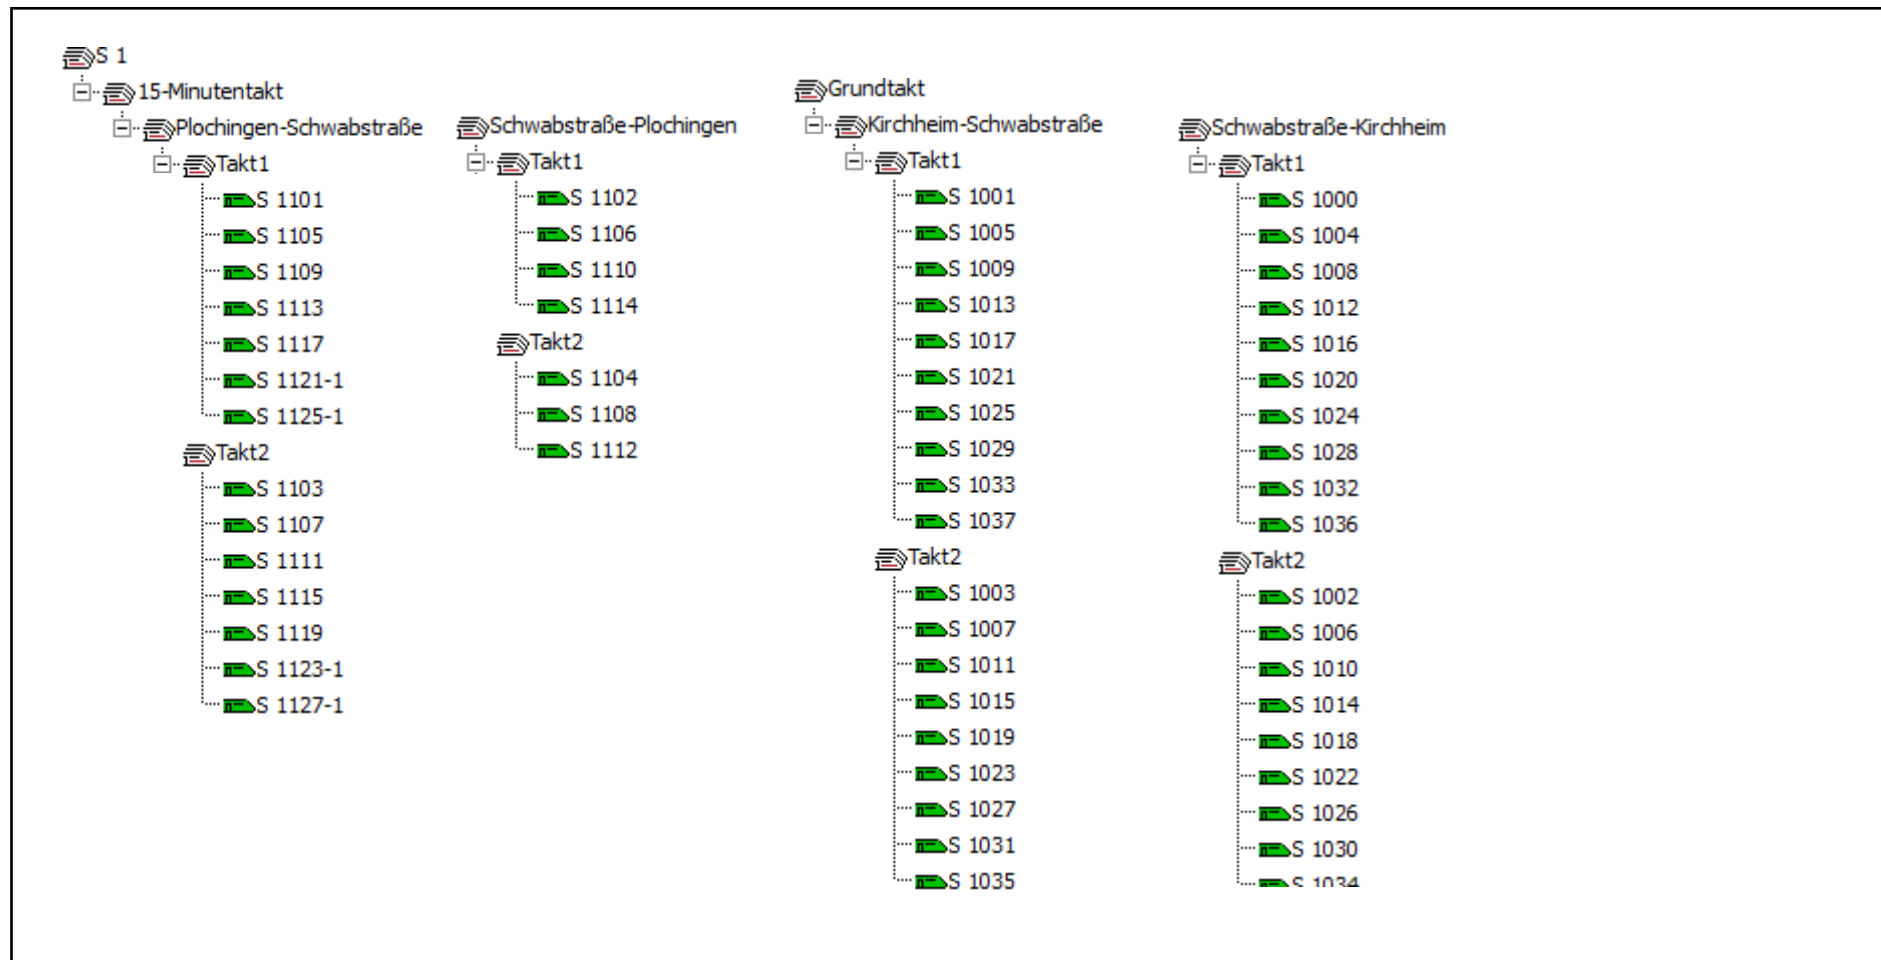 S 1
15-Minutentakt
Plochingen-Schwabstraße
Takt1
S 1101
S 1105
S 1109
S 1113
S 1117
S 1121-1
S 1125-1
Takt2
S 1103
S 1107
S 1111
S 1115
S 1119
S 1123-1
S 1127-1
Schwabstraße-Plochingen
Takt1
S 1102
S 1106
S 1110
S 1114
Takt2
S 1104
S 1108
S 1112
Grundtakt
Kirchheim-Schwabstraße
Takt1
S 1001
S 1005
S 1009
S 1013
S 1017
S 1021
S 1025
S 1029
S 1033
S 1037
Takt2
S 1003
S 1007
S 1011
S 1015
S 1019
S 1023
S 1027
S 1031
S 1035
Schwabstraße-Kirchheim
Takt1
S 1000
S 1004
S 1008
S 1012
S 1016
S 1020
S 1024
S 1028
S 1032
S 1036
Takt2
S 1002
S 1006
S 1010
S 1014
S 1018
S 1022
S 1026
S 1030
S 1034